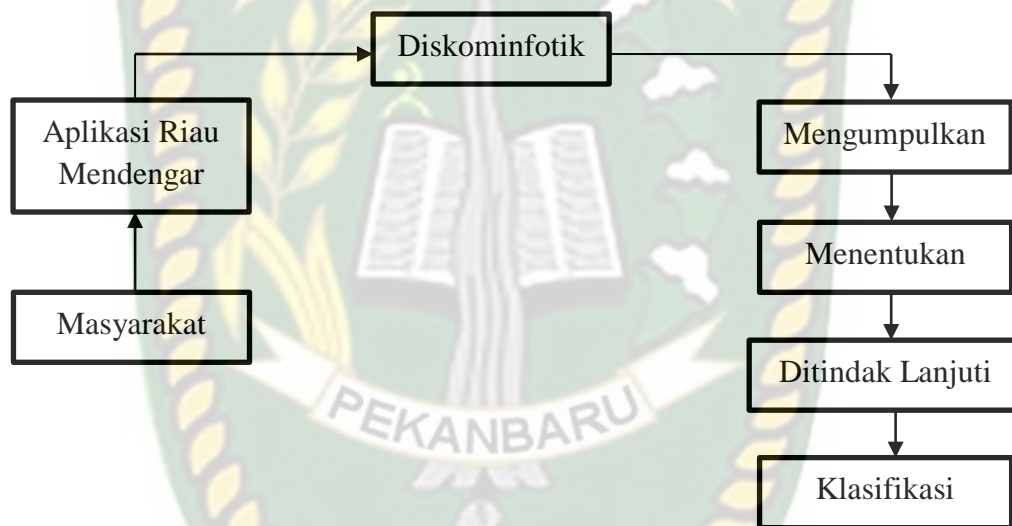 Diskominfotik
Aplikasi Riau
Mendengar
Mengumpulkan
Menentukan
Masyarakat
Ditindak Lanjuti
PEKANBARU
Klasifikasi